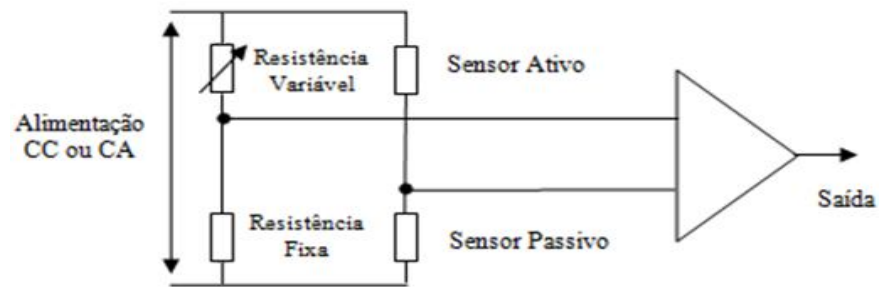 Resistência
Variável
Sensor Ativo
Alimentação
CC ou CA
Saída
Resistência
Fixa
Sensor Passivo